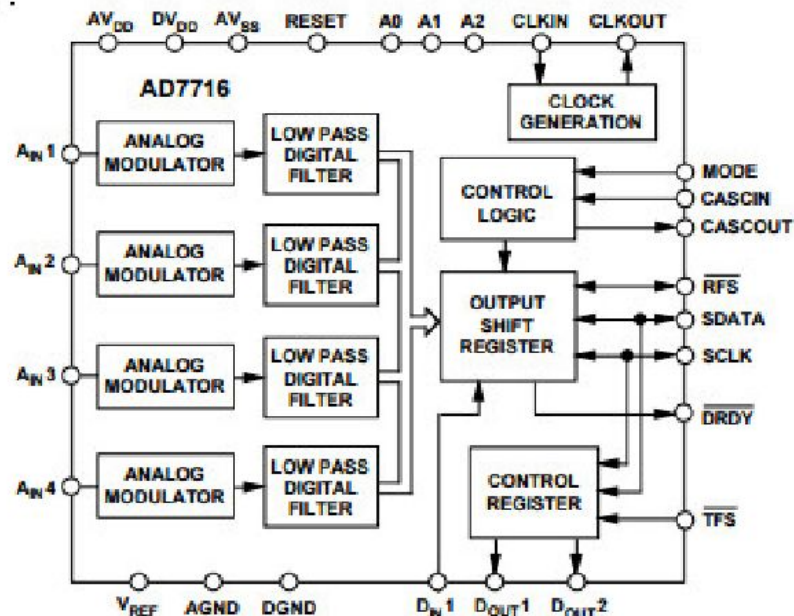 AVDD DVDD AVSS RESET A0 A1 A2 CLKIN CLKOUT
AD7716
CLOCK
GENERATION
AIN1
ANALOG
MODULATOR
LOW PASS
DIGITAL
FILTER
CONTROL
LOGIC
MODE
CASCIN
CASCOUT
AIN2
ANALOG
MODULATOR
LOW PASS
DIGITAL
FILTER
OUTPUT
SHIFT
REGISTER
RFS
SDATA
SCLK
DRDY
AIN3
ANALOG
MODULATOR
LOW PASS
DIGITAL
FILTER
AIN4
ANALOG
MODULATOR
LOW PASS
DIGITAL
FILTER
CONTROL
REGISTER
TFS
VREF AGND DGND DIN1 DOUT1 DOUT2